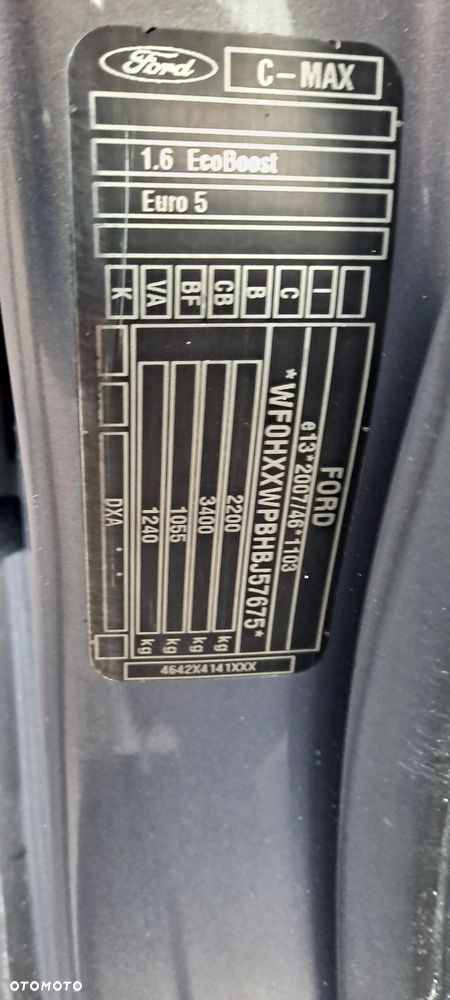 Ford
C-MAX
1.6 EcoBoost
Euro 5
K VA BF CB B C I
FORD
e13*2007/46*1103
*WF0HXXWPBHBJ57675*
2200 kg
3400 kg
1055 kg
1240 kg
DXA . .
4642X4141XXX
OTOMOTO